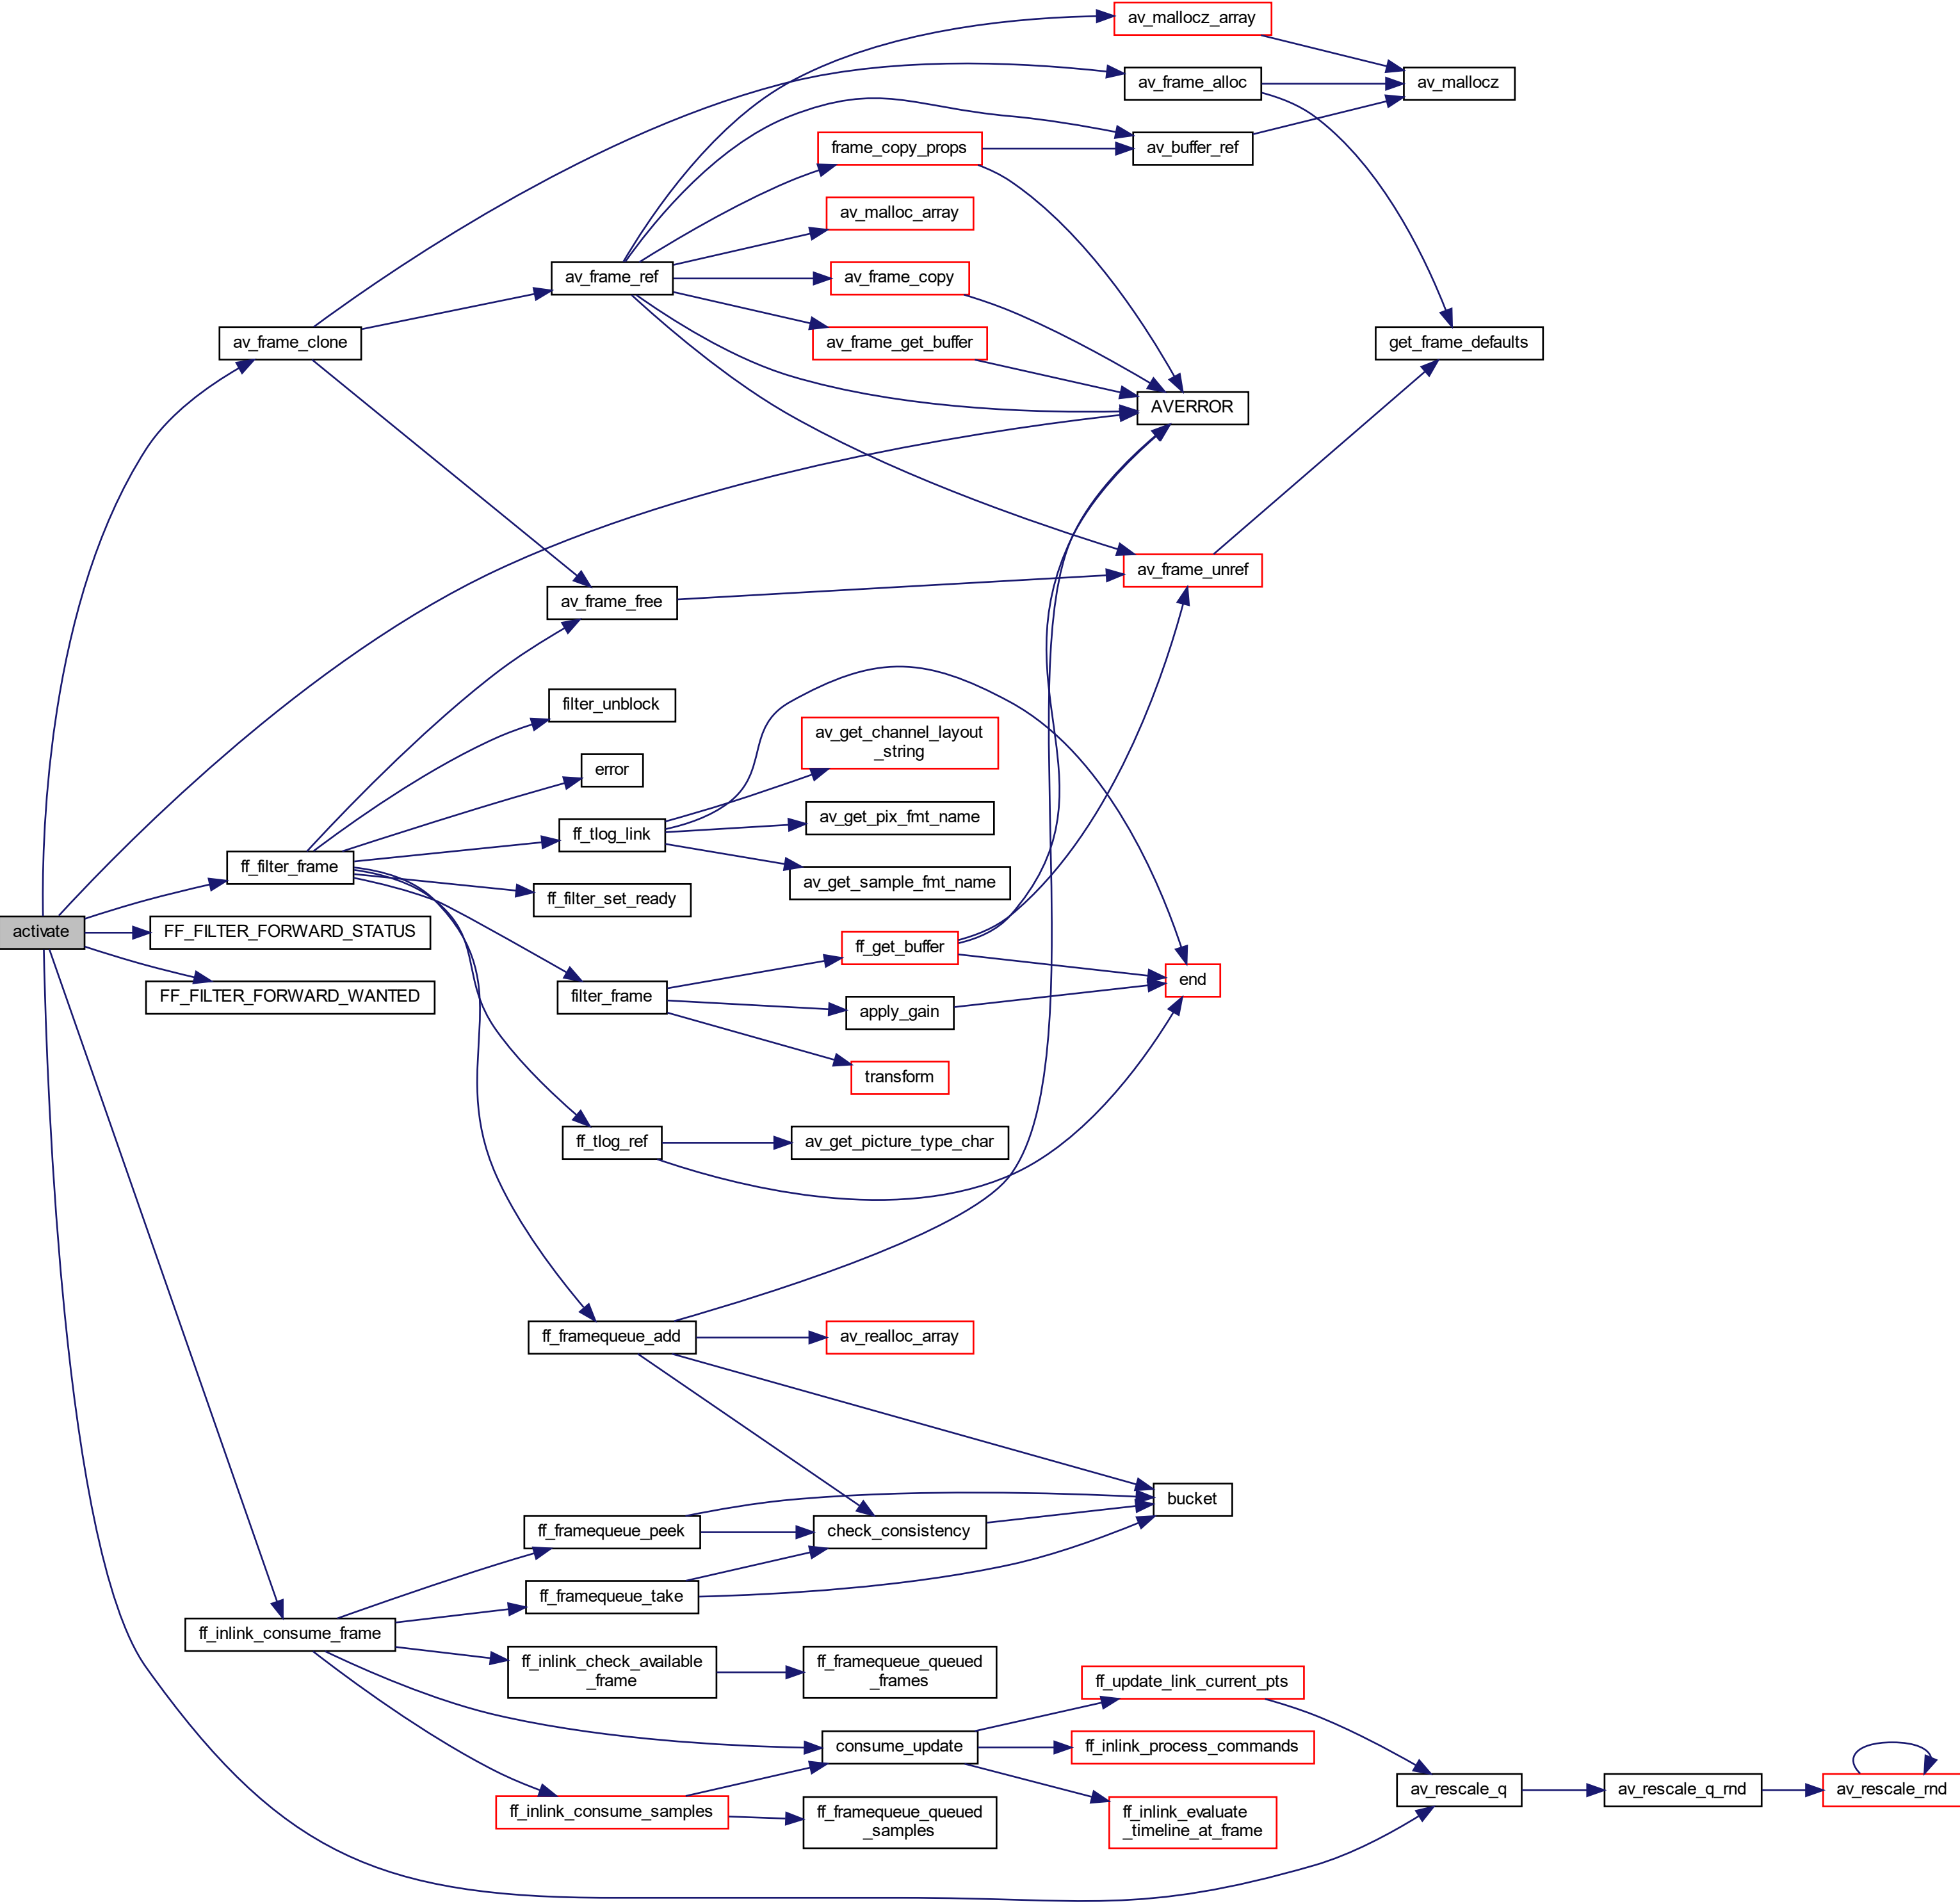 av_mallocz_array
av_frame_alloc
av_mallocz
frame_copy_props
av_buffer_ref
av_malloc_array
av_frame_ref
av_frame_copy
av_frame_clone
av_frame_get_buffer
get_frame_defaults
AVERROR
av_frame_unref
av_frame_free
filter_unblock
av_get_channel_layout
_string
error
av_get_pix_fmt_name
ff_tlog_link
ff_filter_frame
av_get_sample_fmt_name
ff_filter_set_ready
activate
FF_FILTER_FORWARD_STATUS
ff_get_buffer
end
FF_FILTER_FORWARD_WANTED
filter_frame
apply_gain
transform
ff_tlog_ref
av_get_picture_type_char
ff_framequeue_add
av_realloc_array
bucket
ff_framequeue_peek
check_consistency
ff_framequeue_take
ff_inlink_consume_frame
ff_inlink_check_available
_frame
ff_framequeue_queued
_frames
ff_update_link_current_pts
consume_update
ff_inlink_process_commands
av_rescale_q
av_rescale_q_rnd
av_rescale_rnd
ff_inlink_consume_samples
ff_framequeue_queued
_samples
ff_inlink_evaluate
_timeline_at_frame